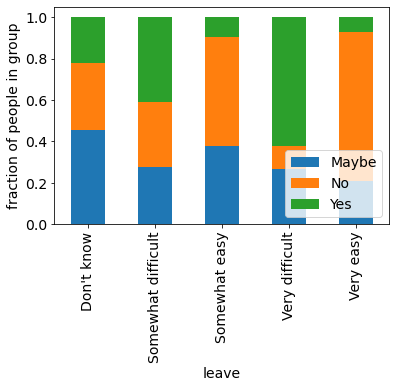 fraction of people in group
1.0
0.8
0.6
0.4
0.2
0.0
Maybe
No
Yes
Don't know
Somewhat difficult
Somewhat easy
Very difficult
Very easy
leave